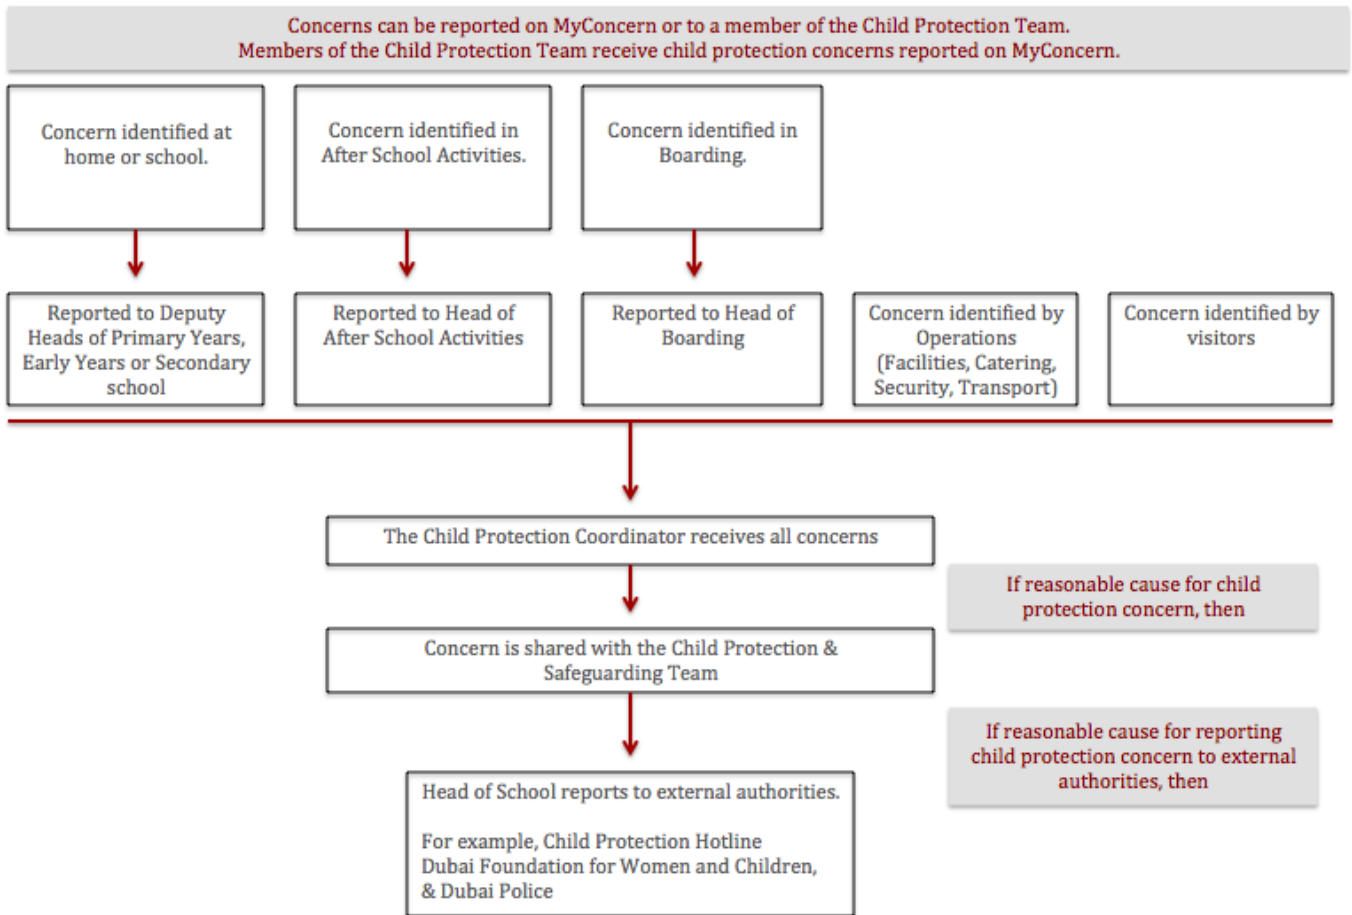 Concerns can be reported on MyConcern or to a member of the Child Protection Team.
Members of the Child Protection Team receive child protection concerns reported on MyConcern.
Concern identified at
home or school.
Concern identified in
After School Activities.
Concern identified in
Boarding.
Reported to Deputy
Heads of Primary Years,
Early Years or Secondary
school
Reported to Head of
After School Activities
Reported to Head of
Boarding
Concern identified by
Operations
(Facilities, Catering,
Security, Transport)
Concern identified by
visitors
The Child Protection Coordinator receives all concerns
If reasonable cause for child
protection concern, then
Concern is shared with the Child Protection &
Safeguarding Team
If reasonable cause for reporting
child protection concern to external
authorities, then
Head of School reports to external authorities.
For example, Child Protection Hotline
Dubai Foundation for Women and Children,
& Dubai Police